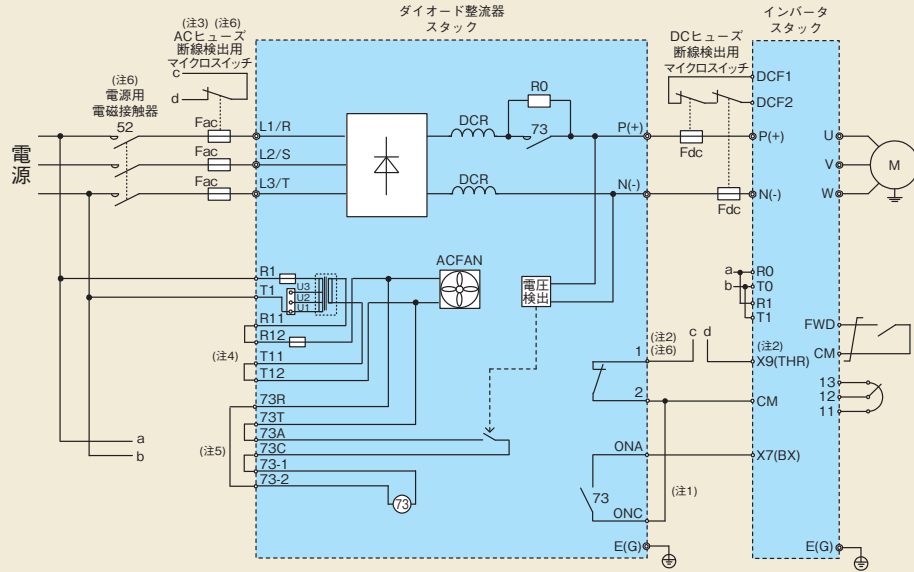 ダイオード整流器
スタック
インバータ
スタック
(注3) (注6)
ACヒューズ
断線検出用
マイクロスイッチ
c
d
(注6)
電源用
電磁接触器
52
電源
Fac
Fac
Fac
L1/R
L2/S
L3/T
DCR
DCR
R0
73
P(+)
N(-)
DCヒューズ
断線検出用
マイクロスイッチ
Fdc
Fdc
DCF1
DCF2
P(+)
N(-)
U
V
W
M
R1
T1
U3
U2
U1
R11
R12
(注4)
T11
T12
ACFAN
電圧
検出
73R
73T
73A
73C
73-1
73-2
(注5)
73
a
b
1
2
(注2)
(注6)
c
d
ONA
73
ONC
(注1)
E(G)
a
b
R0
T0
R1
T1
(注2)
X9(THR)
CM
X7(BX)
FWD
CM
13
12
11
E(G)